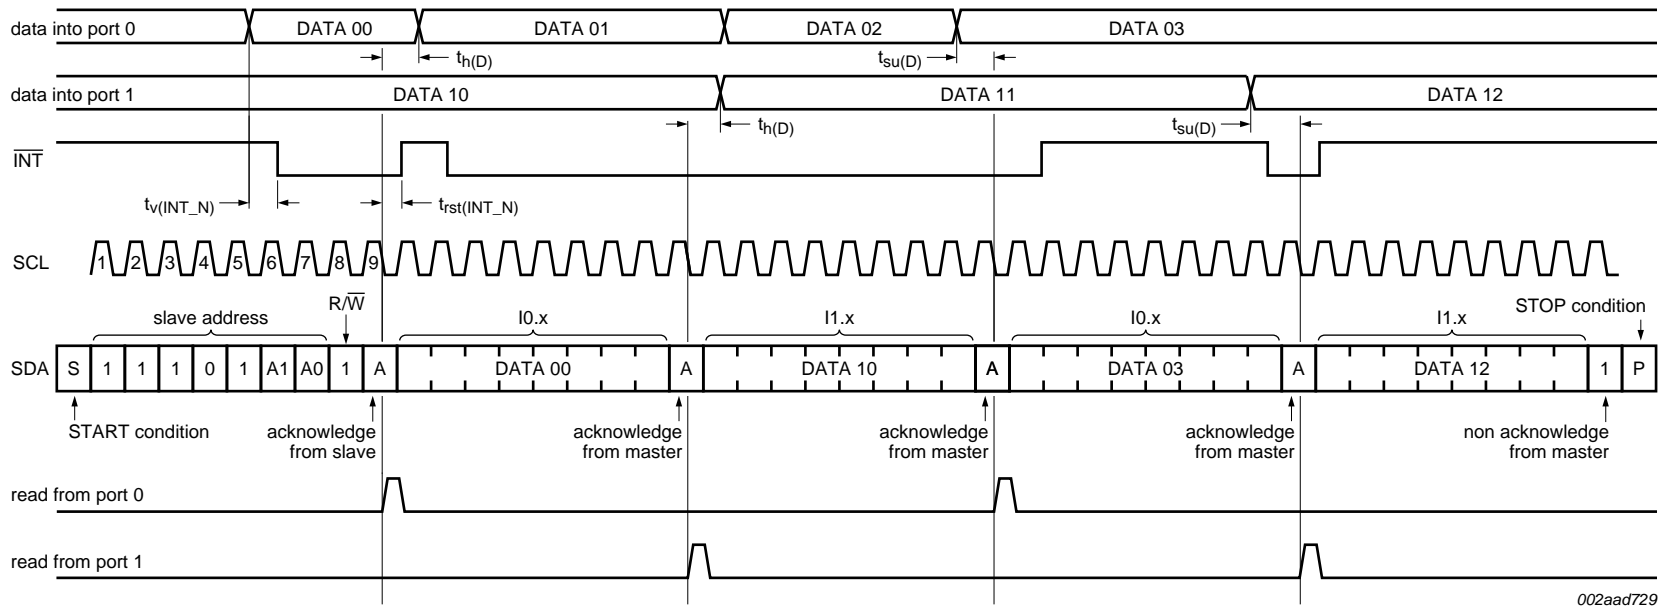 data into port 0 DATA 00 DATA 01 DATA 02 DATA 03
th(D) tsu(D)
data into port 1 DATA 10 DATA 11 DATA 12
th(D) tsu(D)
INT
tv(INT_N) trst(INT_N)
SCL 1 2 3 4 5 6 7 8 9
R/W STOP condition
slave address I0.x I1.x I0.x I1.x
SDA S 1 1 1 0 1 A1 A0 1 A DATA 00 A DATA 10 A DATA 03 A DATA 12 1 P
START condition
acknowledge
from slave
acknowledge
from master
acknowledge
from master
acknowledge
from master
non acknowledge
from master
read from port 0
read from port 1
002aad729